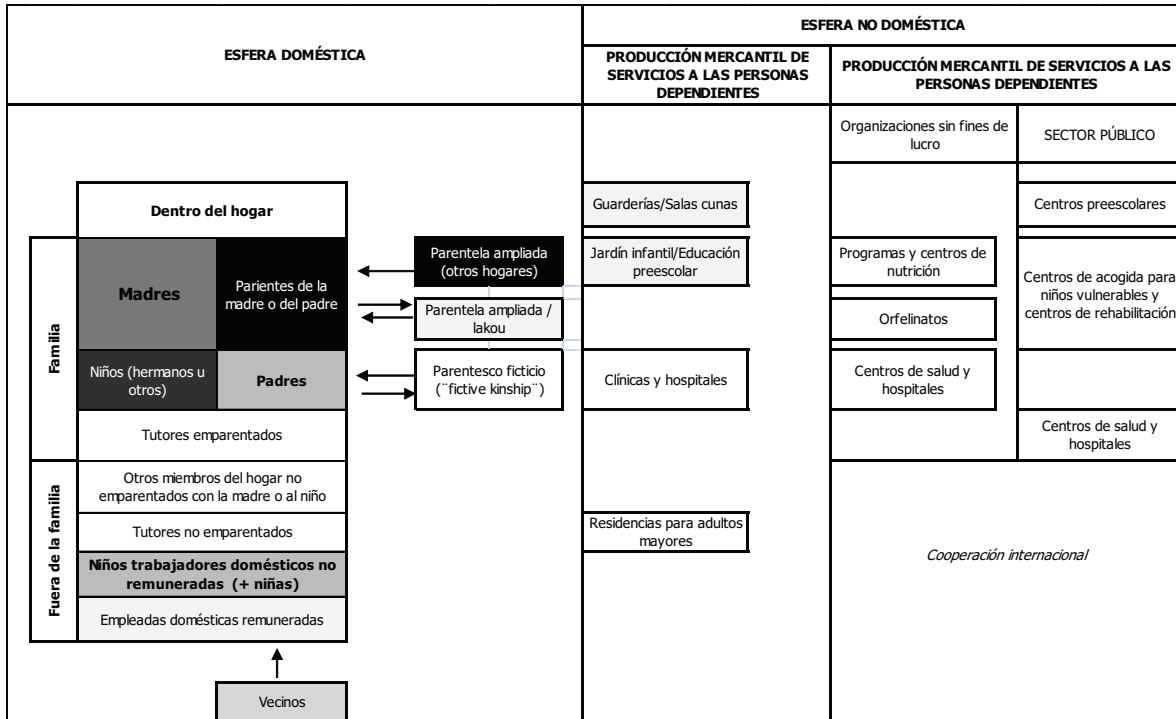 ESFERA DOMÉSTICA
ESFERA NO DOMÉSTICA
PRODUCCIÓN MERCANTIL DE
SERVICIOS A LAS PERSONAS
DEPENDIENTES
PRODUCCIÓN MERCANTIL DE SERVICIOS A LAS
PERSONAS DEPENDIENTES
Organizaciones sin fines de
lucro
SECTOR PÚBLICO
Dentro del hogar
Guarderías/Salas cunas
Centros preescolares
Familia
Madres
Parientes de la
madre o del padre
Parentela ampliada
(otros hogares)
Jardín infantil/Educación
preescolar
Programas y centros de
nutrición
Centros de acogida para
niños vulnerables y
centros de rehabilitación
Parentela ampliada /
lakou
Orfelinatos
Niños (hermanos u
otros)
Padres
Parentesco ficticio
(¨fictive kinship¨)
Clínicas y hospitales
Centros de salud y
hospitales
Tutores emparentados
Centros de salud y
hospitales
Fuera de la familia
Otros miembros del hogar no
emparentados con la madre o al niño
Tutores no emparentados
Residencias para adultos
mayores
Niños trabajadores domésticos no
remuneradas (+ niñas)
Cooperación internacional
Empleadas domésticas remuneradas
Vecinos